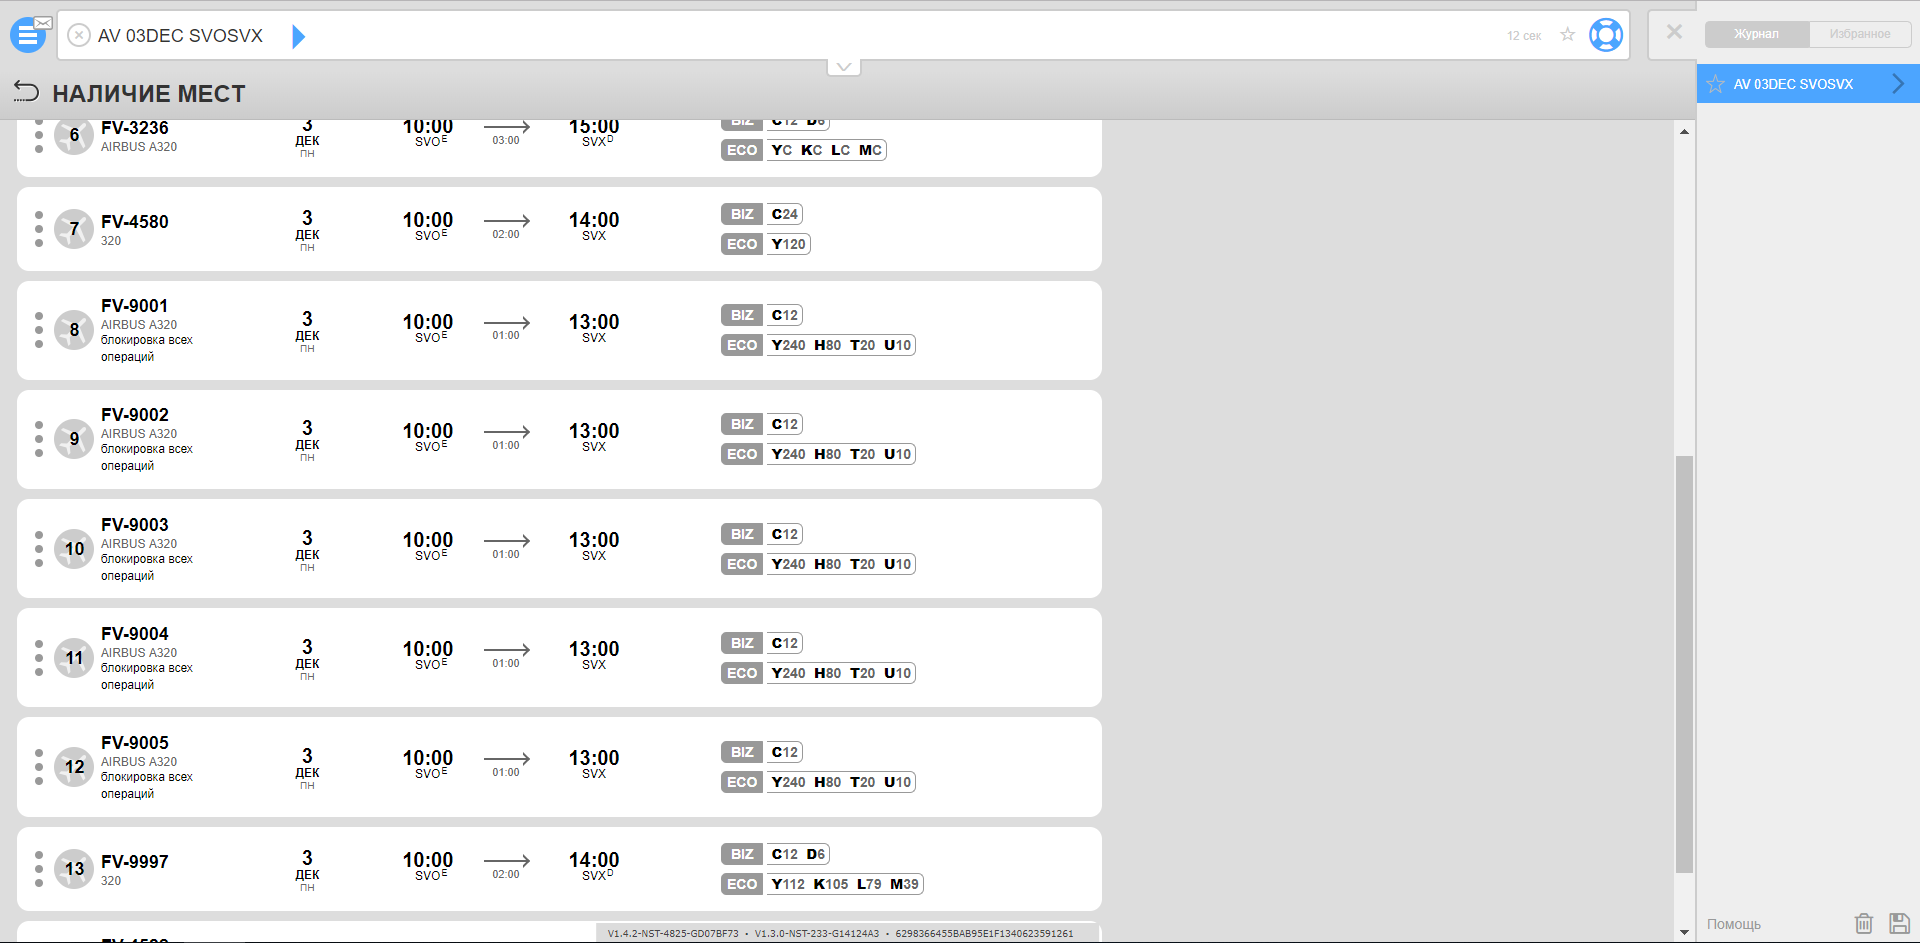 AV 03DEC SVOSVX
12 сек
Журнал
Избранное
НАЛИЧИЕ МЕСТ
AV 03DEC SVOSVX
6 FV-3236 3 10:00 15:00 BIZ C12 D6
AIRBUS A320 ДЕК SVO E 03:00 SVX D ECO YC KC LC MC
ПН
7 FV-4580 3 10:00 14:00 BIZ C24
320 ДЕК SVO E 02:00 SVX ECO Y120
ПН
8 FV-9001 3 10:00 13:00 BIZ C12
AIRBUS A320 ДЕК SVO E 01:00 SVX ECO Y240 H80 T20 U10
блокировка всех ПН
операций
9 FV-9002 3 10:00 13:00 BIZ C12
AIRBUS A320 ДЕК SVO E 01:00 SVX ECO Y240 H80 T20 U10
блокировка всех ПН
операций
10 FV-9003 3 10:00 13:00 BIZ C12
AIRBUS A320 ДЕК SVO E 01:00 SVX ECO Y240 H80 T20 U10
блокировка всех ПН
операций
11 FV-9004 3 10:00 13:00 BIZ C12
AIRBUS A320 ДЕК SVO E 01:00 SVX ECO Y240 H80 T20 U10
блокировка всех ПН
операций
12 FV-9005 3 10:00 13:00 BIZ C12
AIRBUS A320 ДЕК SVO E 01:00 SVX ECO Y240 H80 T20 U10
блокировка всех ПН
операций
13 FV-9997 3 10:00 14:00 BIZ C12 D6
320 ДЕК SVO E 02:00 SVX D ECO Y112 K105 L79 M39
ПН
Помощь
V1.4.2-NST-4825-GD07BF73 • V1.3.0-NST-233-G14124A3 • 6298366455BAB95E1F1340623591261